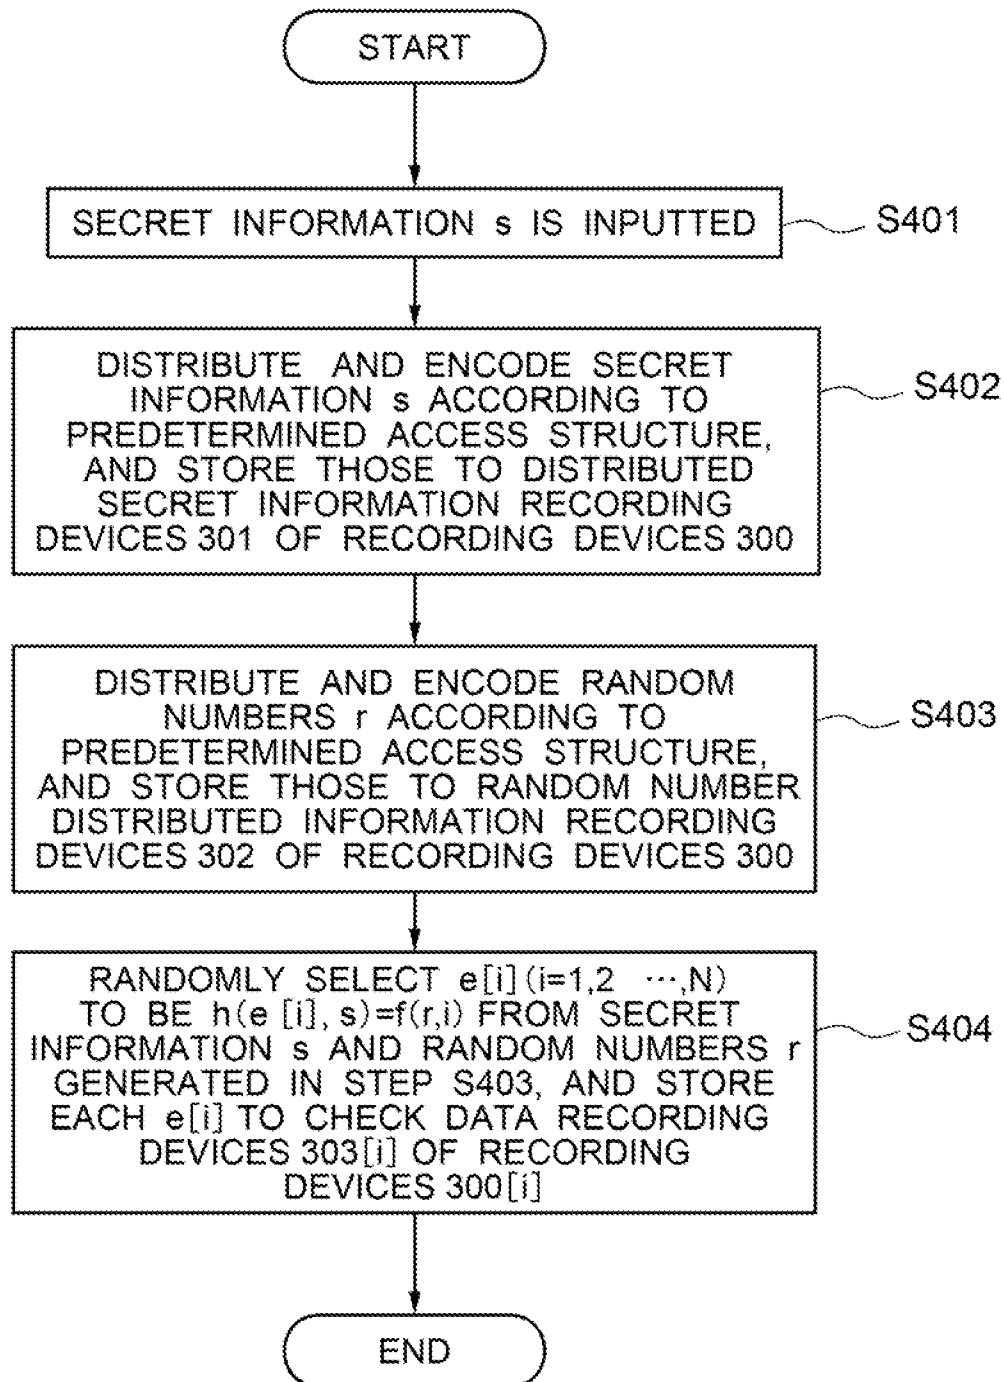 START
SECRET INFORMATION s IS INPUTTED
S401
DISTRIBUTE AND ENCODE SECRET
INFORMATION s ACCORDING TO
PREDETERMINED ACCESS STRUCTURE,
AND STORE THOSE TO DISTRIBUTED
SECRET INFORMATION RECORDING
DEVICES 301 OF RECORDING DEVICES 300
S402
DISTRIBUTE AND ENCODE RANDOM
NUMBERS r ACCORDING TO
PREDETERMINED ACCESS STRUCTURE,
AND STORE THOSE TO RANDOM NUMBER
DISTRIBUTED INFORMATION RECORDING
DEVICES 302 OF RECORDING DEVICES 300
S403
RANDOMLY SELECT e[i] (i=1,2 ⋯,N)
TO BE h(e [i], s)=f(r,i) FROM SECRET
INFORMATION s AND RANDOM NUMBERS r
GENERATED IN STEP S403, AND STORE
EACH e[i] TO CHECK DATA RECORDING
DEVICES 303[i] OF RECORDING
DEVICES 300[i]
S404
END